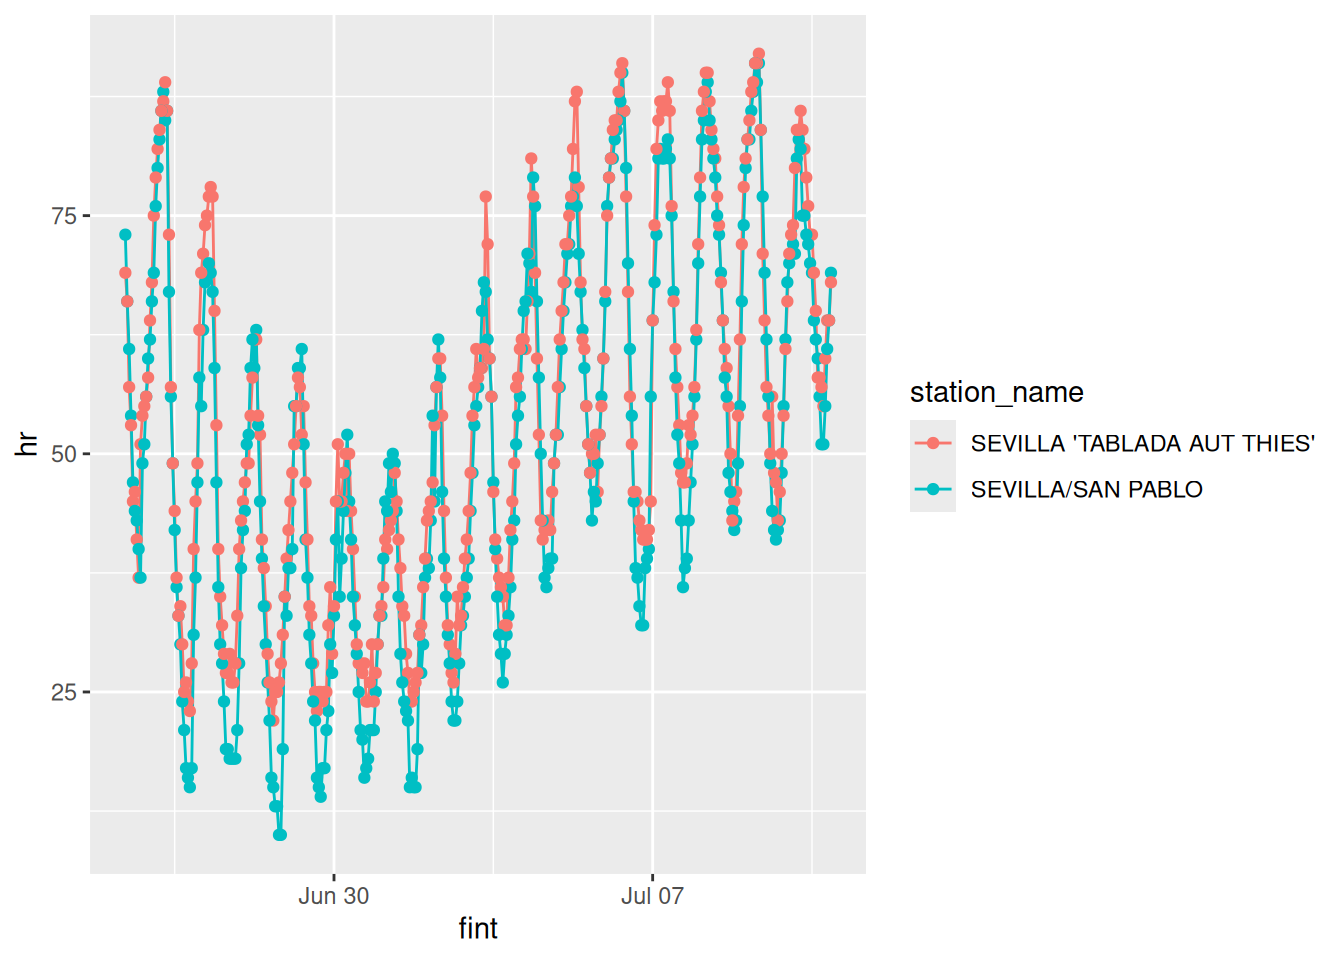 75
50
25
hr
Jun 30
Jul 07
fint
station_name
SEVILLA 'TABLADA AUT THIES'
SEVILLA/SAN PABLO